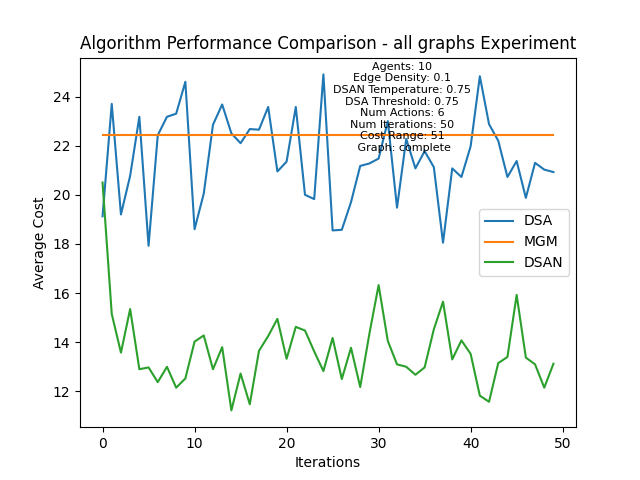 Algorithm Performance Comparison - all graphs Experiment
Agents: 10
Edge Density: 0.1
DSAN Temperature: 0.75
DSA Threshold: 0.75
Num Actions: 6
Num Iterations: 50
Cost Range: 51
Graph: complete
24
22
20
18
16
14
12
Average Cost
DSA
MGM
DSAN
0
10
20
30
40
50
Iterations